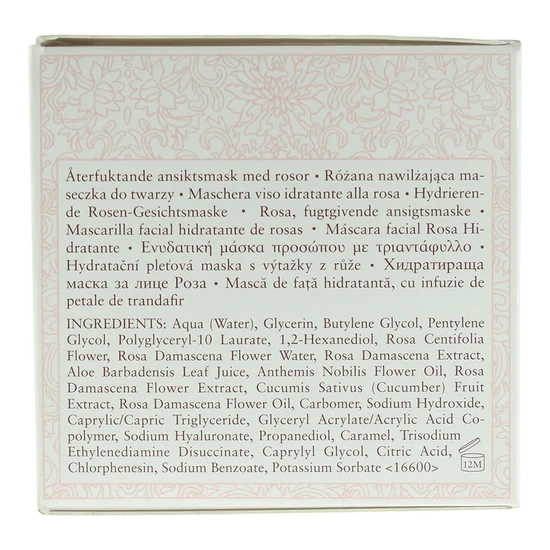 Återfuktande ansiktsmask med rosor • Różana nawilżająca ma-
seczka do twarzy • Maschera viso idratante alla rosa • Hydrieren-
de Rosen-Gesichtsmaske • Rosa, fugtgivende ansigtsmaske •
Mascarilla facial hidratante de rosas • Máscara facial Rosa Hi-
dratante • Ενυδατική μάσκα προσώπου με τριαντάφυλλο •
Hydratační pleťová maska s výtažky z růže • Хидратираща
маска за лице Роза • Mască de față hidratantă, cu infuzie de
petale de trandafir
INGREDIENTS: Aqua (Water), Glycerin, Butylene Glycol, Pentylene
Glycol, Polyglyceryl-10 Laurate, 1,2-Hexanediol, Rosa Centifolia
Flower, Rosa Damascena Flower Water, Rosa Damascena Extract,
Aloe Barbadensis Leaf Juice, Anthemis Nobilis Flower Oil, Rosa
Damascena Flower Extract, Cucumis Sativus (Cucumber) Fruit
Extract, Rosa Damascena Flower Oil, Carbomer, Sodium Hydroxide,
Caprylic/Capric Triglyceride, Glyceryl Acrylate/Acrylic Acid Co-
polymer, Sodium Hyaluronate, Propanediol, Caramel, Trisodium
Ethylenediamine Disuccinate, Caprylyl Glycol, Citric Acid,
Chlorphenesin, Sodium Benzoate, Potassium Sorbate <16600>
12M